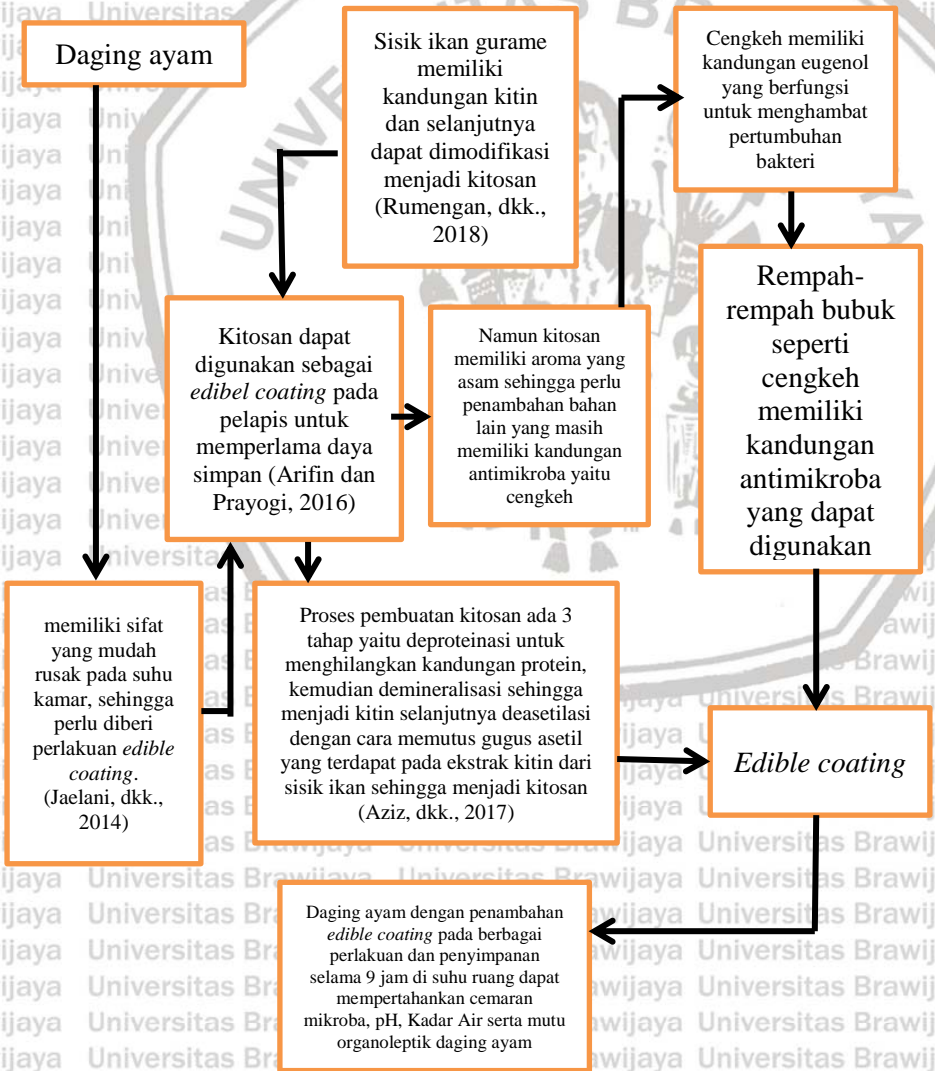 Daging ayam
Sisik ikan gurame
memiliki
kandungan kitin
dan selanjutnya
dapat dimodifikasi
menjadi kitosan
(Rumengan, dkk.,
2018)
Cengkeh memiliki
kandungan eugenol
yang berfungsi
untuk menghambat
pertumbuhan
bakteri
Kitosan dapat
digunakan sebagai
edibel coating pada
pelapis untuk
memperlama daya
simpan (Arifin dan
Prayogi, 2016)
Namun kitosan
memiliki aroma yang
asam sehingga perlu
penambahan bahan
lain yang masih
memiliki kandungan
antimikroba yaitu
cengkeh
Rempah-
rempah bubuk
seperti
cengkeh
memiliki
kandungan
antimikroba
yang dapat
digunakan
memiliki sifat
yang mudah
rusak pada suhu
kamar, sehingga
perlu diberi
perlakuan edible
coating.
(Jaelani, dkk.,
2014)
Proses pembuatan kitosan ada 3
tahap yaitu deproteinasi untuk
menghilangkan kandungan protein,
kemudian demineralisasi sehingga
menjadi kitin selanjutnya deasetilasi
dengan cara memutus gugus asetil
yang terdapat pada ekstrak kitin dari
sisik ikan sehingga menjadi kitosan
(Aziz, dkk., 2017)
Edible coating
Daging ayam dengan penambahan
edible coating pada berbagai
perlakuan dan penyimpanan
selama 9 jam di suhu ruang dapat
mempertahankan cemaran
mikroba, pH, Kadar Air serta mutu
organoleptik daging ayam